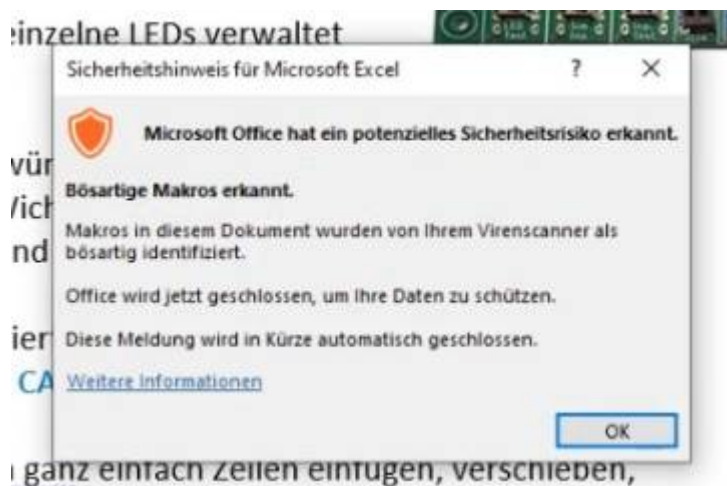 einzelne LEDs verwaltet
Sicherheitshinweis für Microsoft Excel ? ×
Microsoft Office hat ein potenzielles Sicherheitsrisiko erkannt.
Bösartige Makros erkannt.
Makros in diesem Dokument wurden von Ihrem Virenscanner als
bösartig identifiziert.
Office wird jetzt geschlossen, um Ihre Daten zu schützen.
Diese Meldung wird in Kürze automatisch geschlossen.
CA
Weitere Informationen
OK
ganz einfach Zeilen einfügen, verschieben,